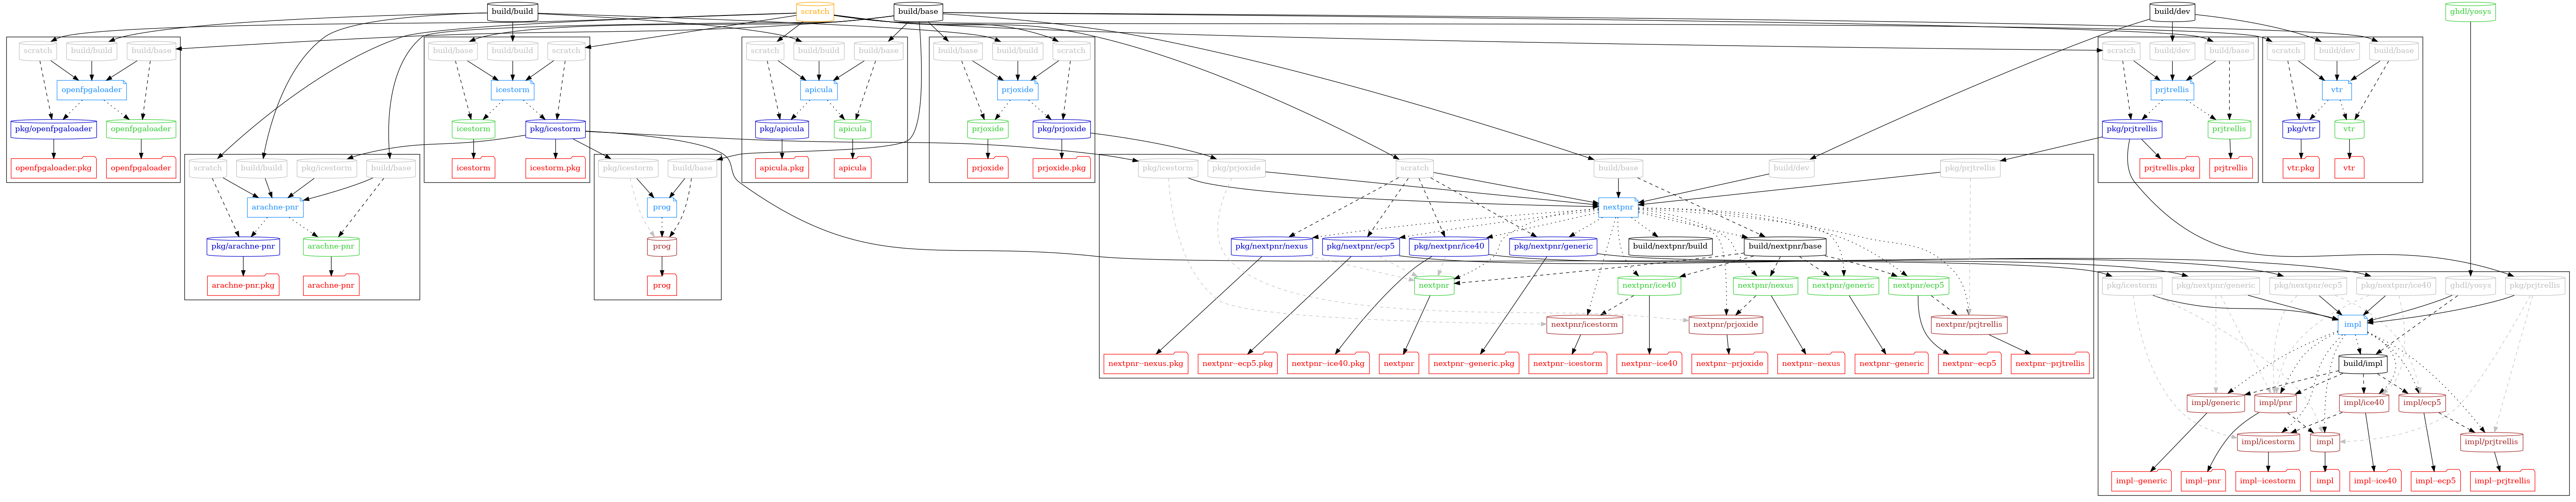 build/build
scratch
build/base
build/dev
ghdl/yosys
scratch
build/build
build/base
build/base
build/build
scratch
scratch
build/build
build/base
build/base
build/build
scratch
scratch
build/dev
build/base
scratch
build/dev
build/base
openfpgaloader
icestorm
apicula
prjoxide
prjtrellis
vtr
pkg/openfpgaloader
openfpgaloader
icestorm
pkg/icestorm
pkg/apicula
apicula
prjoxide
pkg/prjoxide
pkg/prjtrellis
prjtrellis
pkg/vtr
vtr
openfpgaloader.pkg
openfpgaloader
scratch
build/build
pkg/icestorm
build/base
icestorm
icestorm.pkg
pkg/icestorm
build/base
apicula.pkg
apicula
prjoxide
prjoxide.pkg
pkg/icestorm
pkg/prjoxide
scratch
build/base
build/dev
pkg/prjtrellis
prjtrellis.pkg
prjtrellis
vtr.pkg
vtr
arachne-pnr
prog
nextpnr
pkg/arachne-pnr
arachne-pnr
prog
pkg/nextpnr/nexus
pkg/nextpnr/ecp5
pkg/nextpnr/ice40
pkg/nextpnr/generic
build/nextpnr/build
build/nextpnr/base
arachne-pnr.pkg
arachne-pnr
prog
nextpnr
nextpnr/ice40
nextpnr/nexus
nextpnr/generic
nextpnr/ecp5
pkg/icestorm
pkg/nextpnr/generic
pkg/nextpnr/ecp5
pkg/nextpnr/ice40
ghdl/yosys
pkg/prjtrellis
nextpnr/icestorm
nextpnr/prjoxide
nextpnr/prjtrellis
impl
nextpnr--nexus.pkg
nextpnr--ecp5.pkg
nextpnr--ice40.pkg
nextpnr
nextpnr--generic.pkg
nextpnr--icestorm
nextpnr--ice40
nextpnr--prjoxide
nextpnr--nexus
nextpnr--generic
nextpnr--ecp5
nextpnr--prjtrellis
build/impl
impl/generic
impl/pnr
impl/ice40
impl/ecp5
impl/icestorm
impl
impl/prjtrellis
impl--generic
impl--pnr
impl--icestorm
impl
impl--ice40
impl--ecp5
impl--prjtrellis